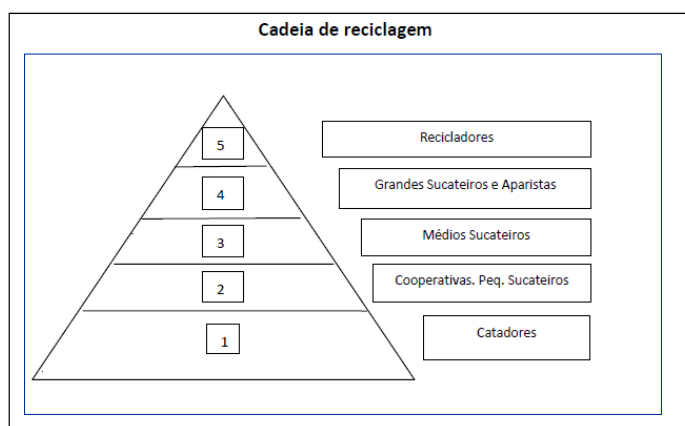 Cadeia de reciclagem
5
Recicladores
4
Grandes Sucateiros e Aparistas
3
Médios Sucateiros
2
Cooperativas. Peq. Sucateiros
1
Catadores